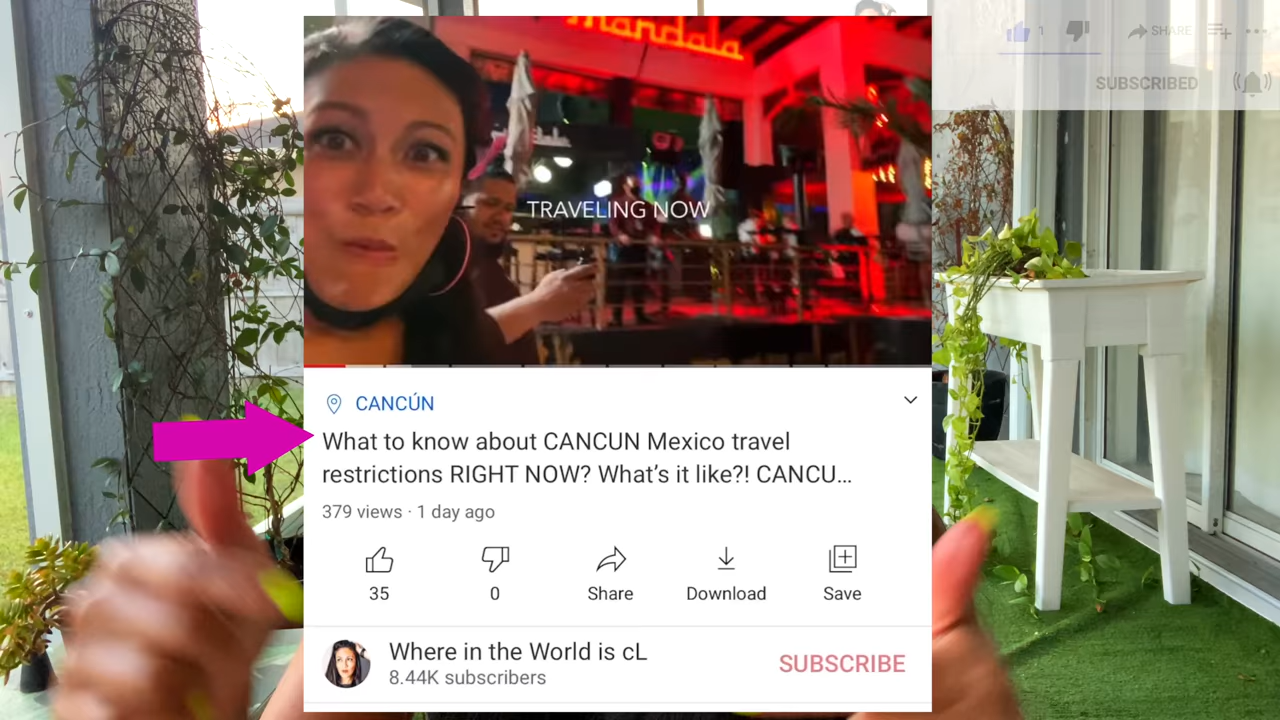 mandala
1
SHARE
SUBSCRIBED
TRAVELING NOW
CANCÚN
What to know about CANCUN Mexico travel
restrictions RIGHT NOW? What's it like?! CANCU...
379 views · 1 day ago
35
0
Share
Download
Save
Where in the World is cL
8.44K subscribers
SUBSCRIBE